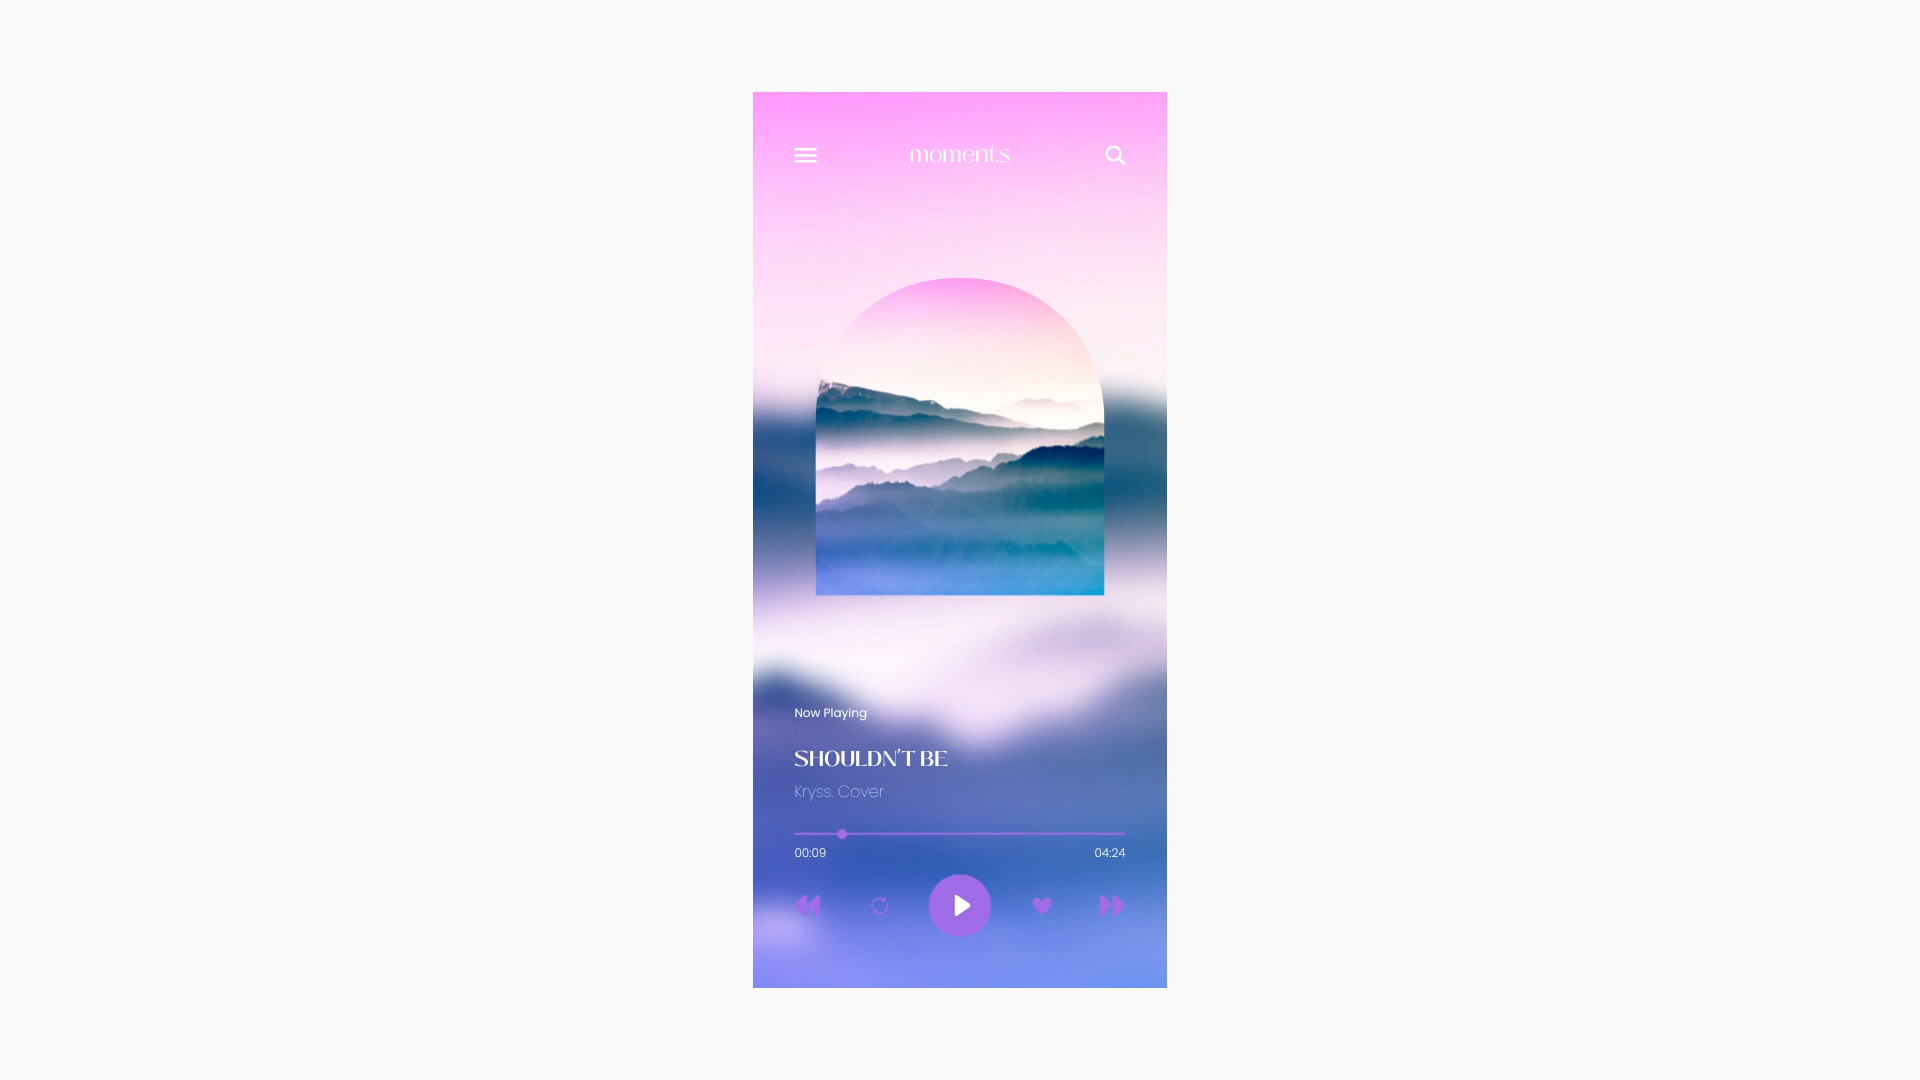 moments
Now Playing
SHOULDN'T BE
Kryss. Cover
00:09
04:24